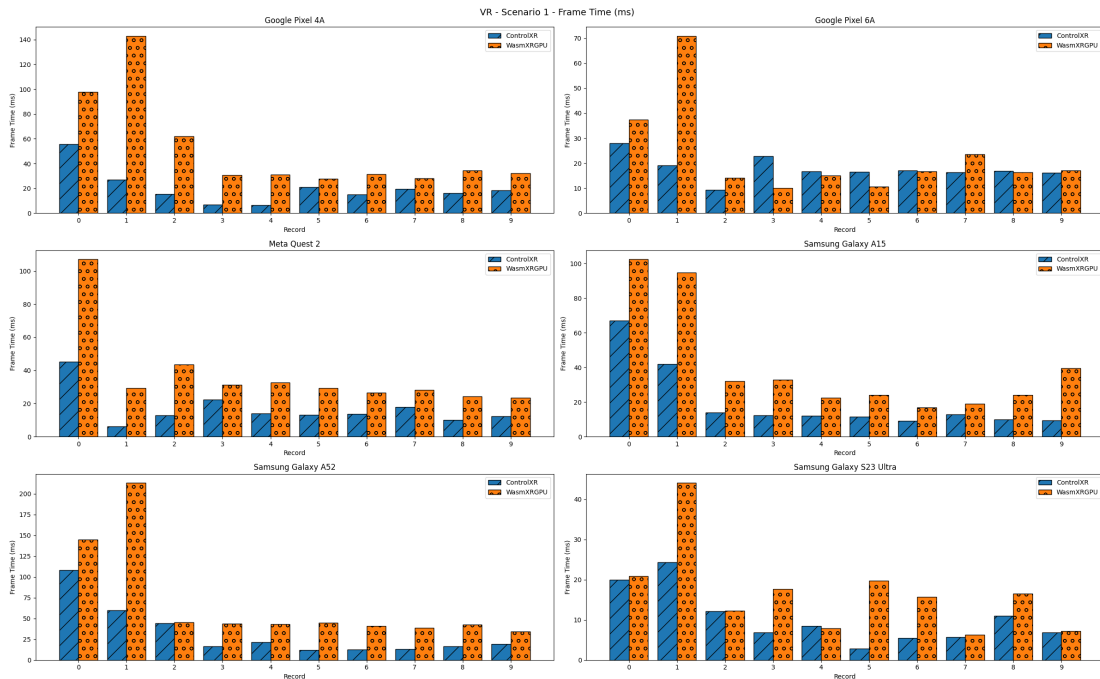 VR - Scenario 1 - Frame Time (ms)
Google Pixel 4A
Frame Time (ms)
140
120
100
80
60
40
20
0
ControlXR
WasmXRGPU
0 1 2 3 4 5 6 7 8 9
Record
Google Pixel 6A
Frame Time (ms)
70
60
50
40
30
20
10
0
ControlXR
WasmXRGPU
0 1 2 3 4 5 6 7 8 9
Record
Meta Quest 2
Frame Time (ms)
100
80
60
40
20
0
ControlXR
WasmXRGPU
0 1 2 3 4 5 6 7 8 9
Record
Samsung Galaxy A15
Frame Time (ms)
100
80
60
40
20
0
ControlXR
WasmXRGPU
0 1 2 3 4 5 6 7 8 9
Record
Samsung Galaxy A52
Frame Time (ms)
200
175
150
125
100
75
50
25
0
ControlXR
WasmXRGPU
0 1 2 3 4 5 6 7 8 9
Record
Samsung Galaxy S23 Ultra
Frame Time (ms)
40
30
20
10
0
ControlXR
WasmXRGPU
0 1 2 3 4 5 6 7 8 9
Record